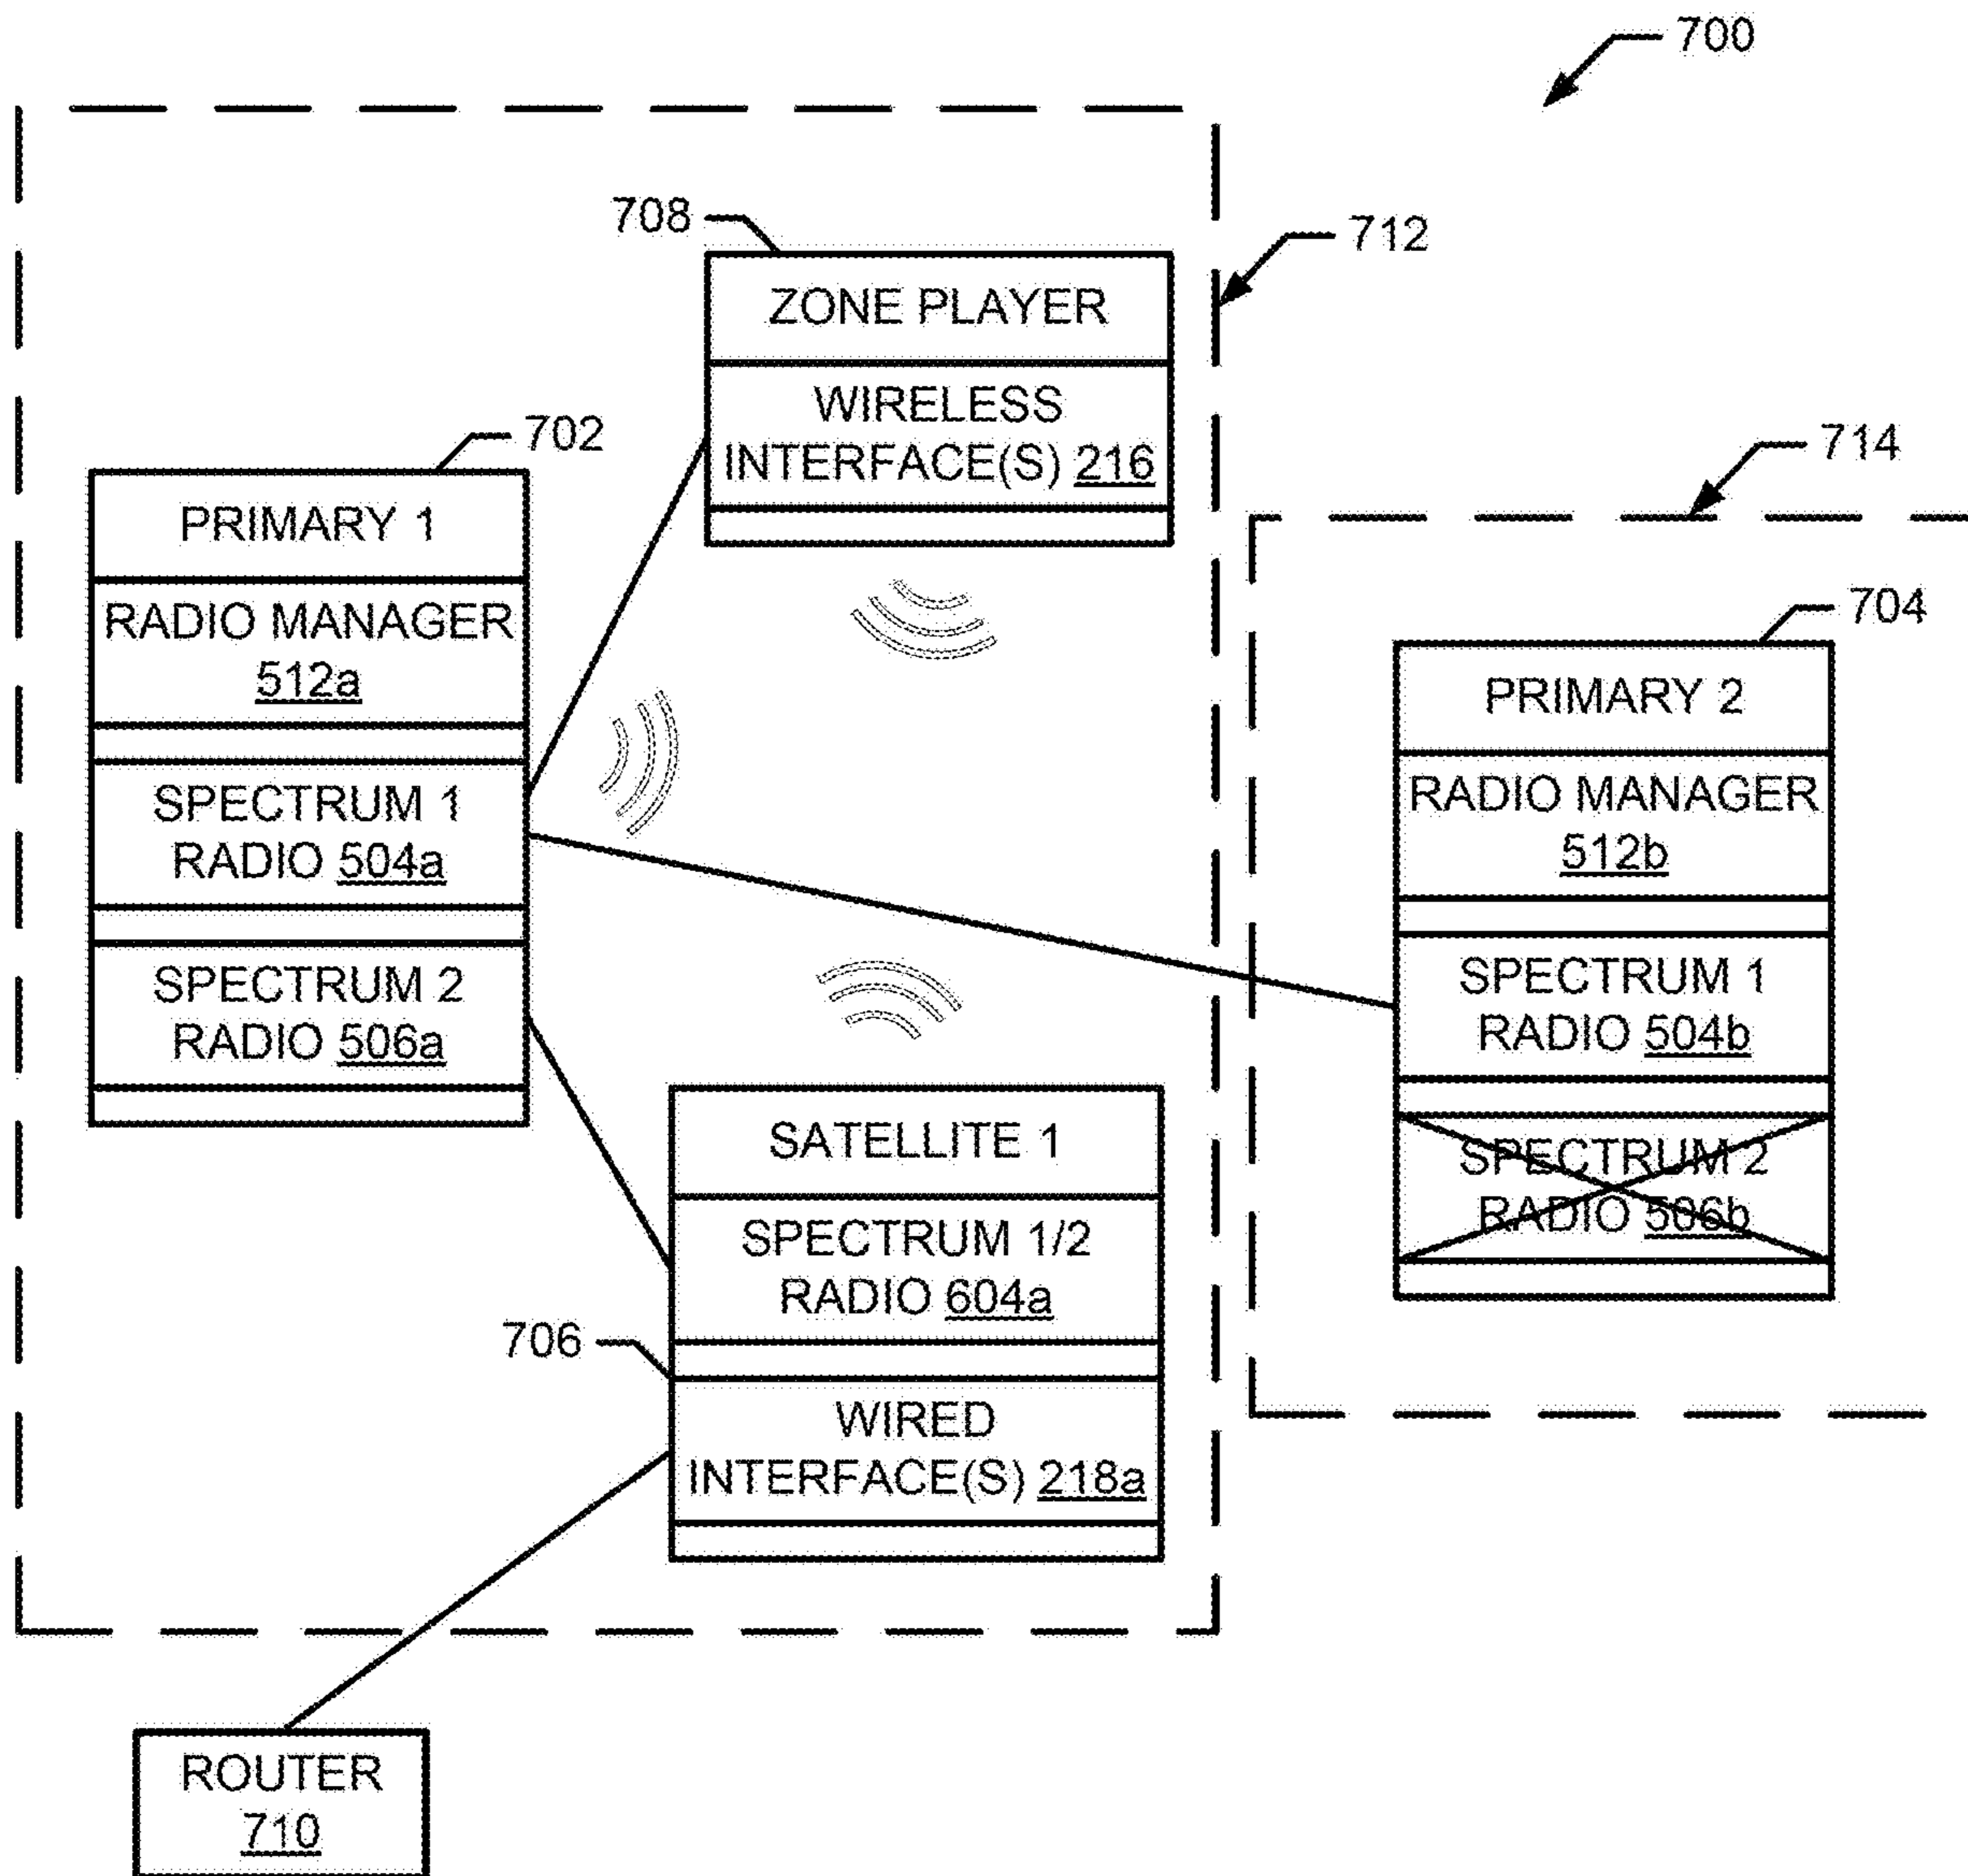 700
708
712
ZONE PLAYER
WIRELESS
INTERFACE(S) 216
702
PRIMARY 1
RADIO MANAGER
512a
SPECTRUM 1
RADIO 504a
SPECTRUM 2
RADIO 506a
714
704
PRIMARY 2
RADIO MANAGER
512b
SPECTRUM 1
RADIO 504b
SPECTRUM 2
RADIO 506b
SATELLITE 1
SPECTRUM 1/2
RADIO 604a
706
WIRED
INTERFACE(S) 218a
ROUTER
710